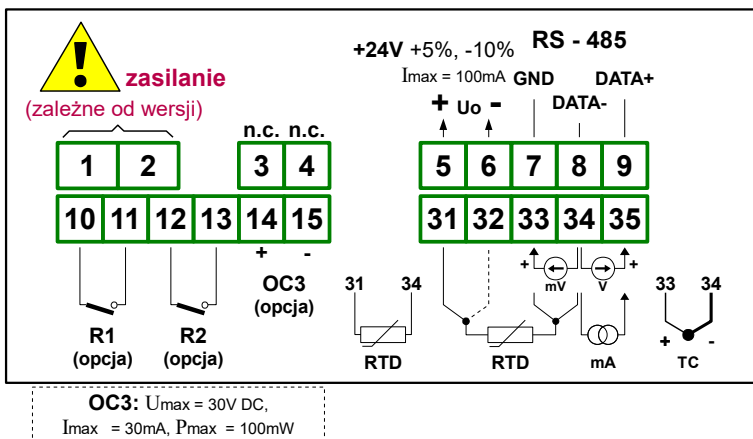 zasilanie
(zależne od wersji)
+24V +5%, -10%
Imax = 100mA
+ Uo -
RS - 485
GND
DATA-
DATA+
n.c. n.c.
1 2 3 4
5 6 7 8 9
10 11 12 13 14 15
31 32 33 34 35
+ -
R1
(opcja)
R2
(opcja)
OC3
(opcja)
31 34
RTD
RTD
+ mV
V +
mA
33 34
+ -
TC
OC3: Umax = 30V DC,
Imax = 30mA, Pmax = 100mW